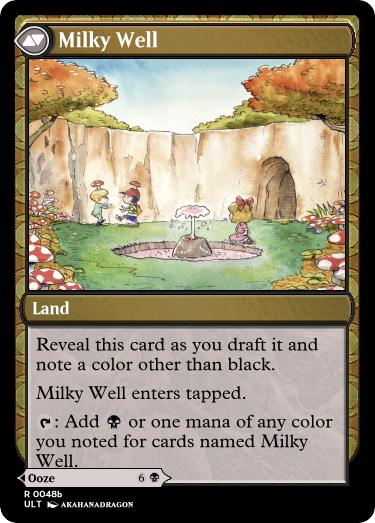 Milky Well
Land
Reveal this card as you draft it and
note a color other than black.
Milky Well enters tapped.
: Add or one mana of any color
you noted for cards named Milky
Well.
Ooze 6
R 0048b
ULT AKAHANADRAGON